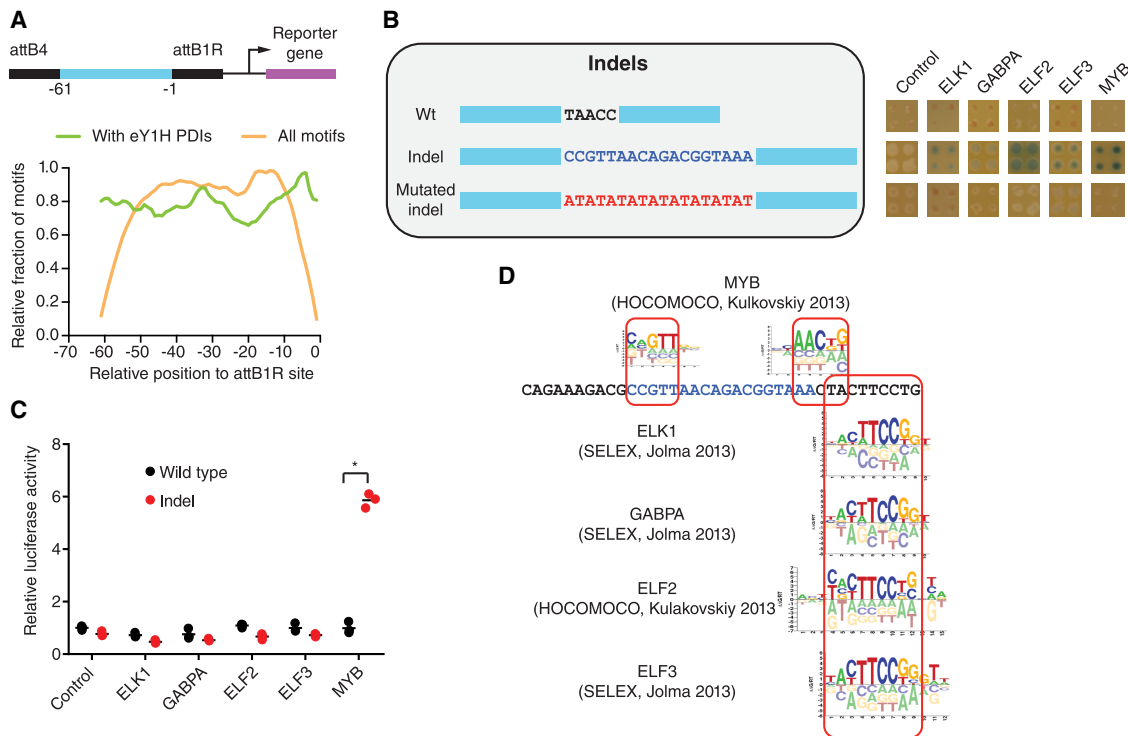 A
attB4
attB1R
Reporter
gene
-61
-1
With eY1H PDIs
All motifs
Relative fraction of motifs
1.0
0.8
0.6
0.4
0.2
0.0
-70 -60 -50 -40 -30 -20 -10 0
Relative position to attB1R site
B
Indels
Wt
TAACC
Indel
CCGTTAACAGACGGTAAA
Mutated
indel
ATATATATATATATATAT
Control
ELK1
GABPA
ELF2
ELF3
MYB
C
Relative luciferase activity
8
6
4
2
0
Wild type
Indel
*
Control
ELK1
GABPA
ELF2
ELF3
MYB
D
MYB
(HOCOMOCO, Kulkovskiy 2013)
CAGAAAGACGCCGTTAACAGACGGTAAACTACTTCCTG
ELK1
(SELEX, Jolma 2013)
GABPA
(SELEX, Jolma 2013)
ELF2
(HOCOMOCO, Kulakovskiy 2013
ELF3
(SELEX, Jolma 2013)